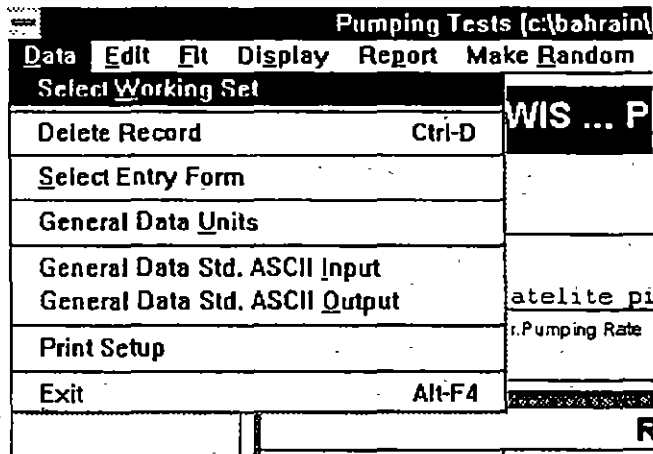 Pumping Tests (c:\bahrain\
Data Edit Fit Display Report Make Random
Select Working Set
Delete Record Ctrl-D
Select Entry Form
General Data Units
General Data Std. ASCII Input
General Data Std. ASCII Output
Print Setup
Exit Alt-F4
WIS ... P
atelite pi
r.Pumping Rate
R